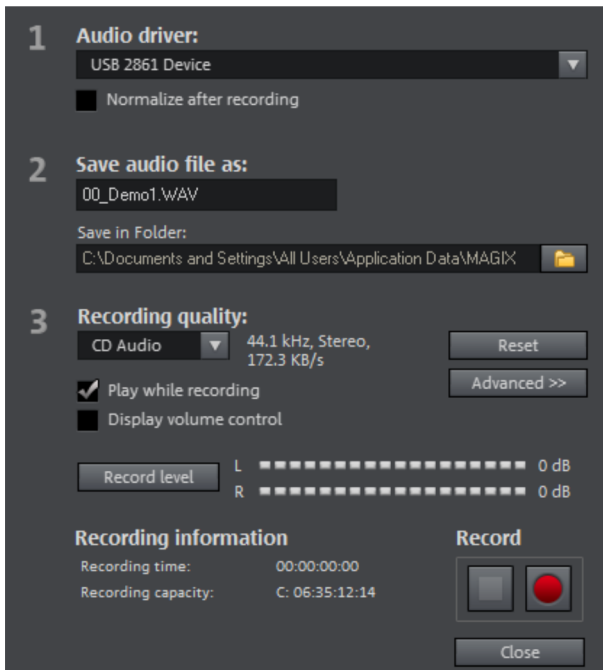 1 Audio driver:
USB 2861 Device
Normalize after recording
2 Save audio file as:
00_Demo1.WAV
Save in Folder:
C:\Documents and Settings\All Users\Application Data\MAGIX
3 Recording quality:
CD Audio 44.1 kHz, Stereo,
172.3 KB/s
Reset
Play while recording
Advanced >>
Display volume control
Record level
L 0 dB
R 0 dB
Recording information Record
Recording time: 00:00:00:00
Recording capacity: C: 06:35:12:14
Close